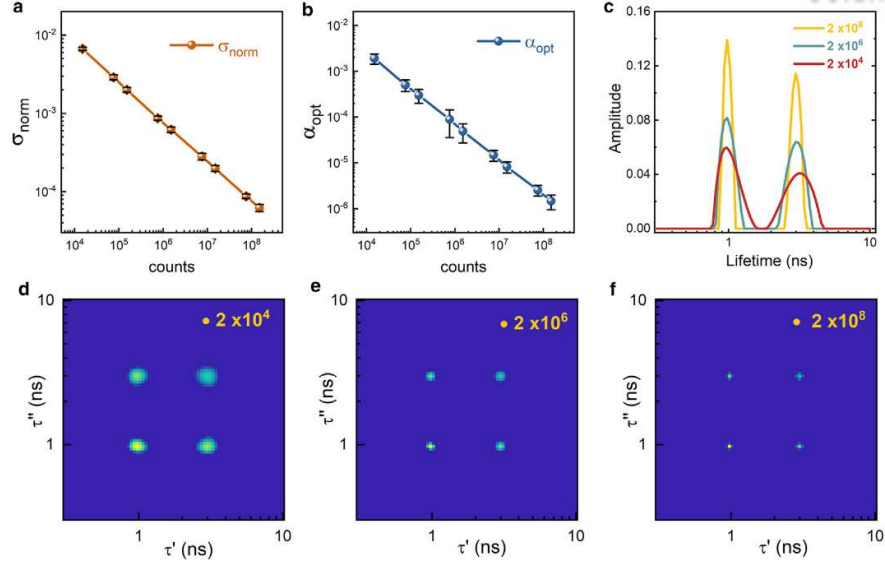 a
b
c
10⁻²
10⁻³
10⁻⁴
σnorm
σnorm
10⁴ 10⁵ 10⁶ 10⁷ 10⁸
counts
10⁻²
10⁻³
10⁻⁴
10⁻⁵
10⁻⁶
αopt
αopt
10⁴ 10⁵ 10⁶ 10⁷ 10⁸
counts
0.16
0.12
0.08
0.04
0.00
Amplitude
2 x10⁸
2 x10⁶
2 x10⁴
1 10
Lifetime (ns)
d
10
1
τ'' (ns)
2 x10⁴
1 10
τ' (ns)
e
10
1
τ'' (ns)
2 x10⁶
1 10
τ' (ns)
f
10
1
τ'' (ns)
2 x10⁸
1 10
τ' (ns)